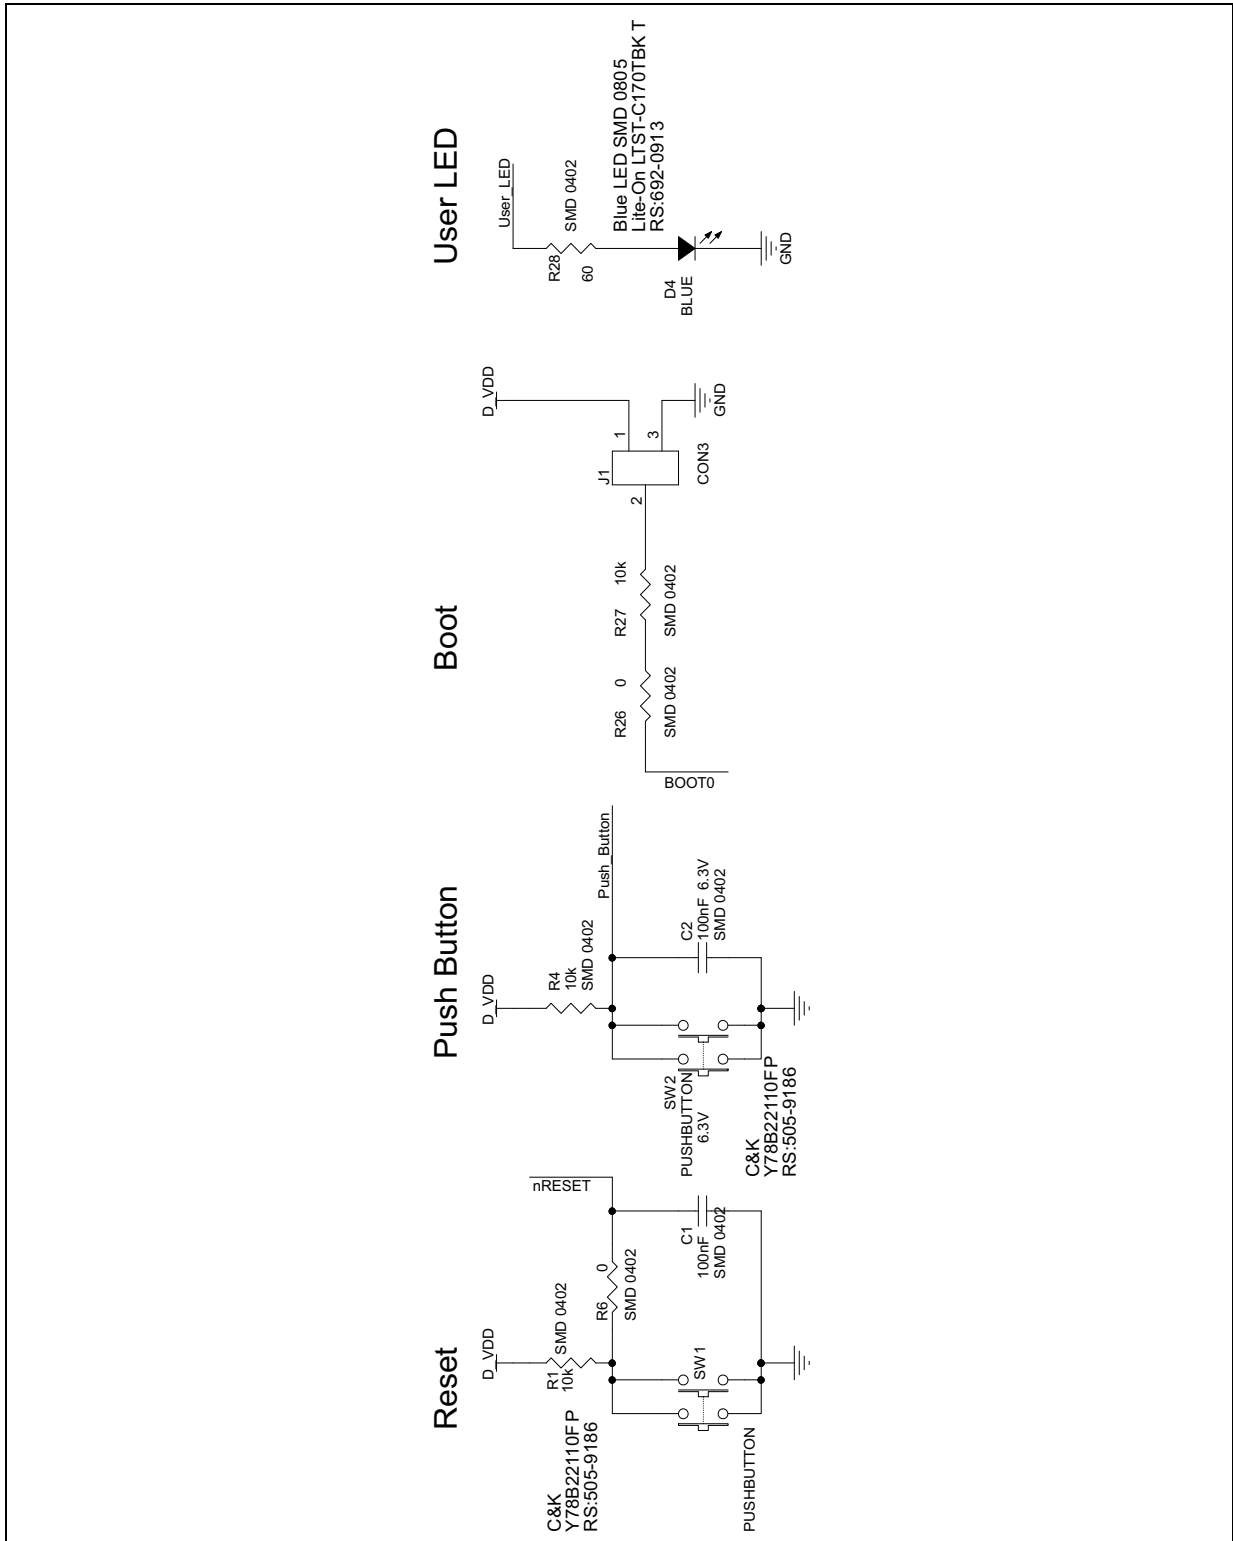 Reset
D_VDD
R1
10k
SMD 0402
C&K
Y78B22110FP
RS:505-9186
R6
0
SMD 0402
nRESET
SW1
PUSHBUTTON
C1
100nF
SMD 0402
Push Button
D_VDD
R4
10k
SMD 0402
Push_Button
SW2
PUSHBUTTON
6.3V
C2
100nF 6.3V
SMD 0402
C&K
Y78B22110FP
RS:505-9186
Boot
BOOT0
R26
0
SMD 0402
R27
10k
SMD 0402
D_VDD
J1
1
2
3
CON3
GND
User LED
User_LED
R28
60
SMD 0402
D4
BLUE
Blue LED SMD 0805
Lite-On LTST-C170TBKT
RS:692-0913
GND